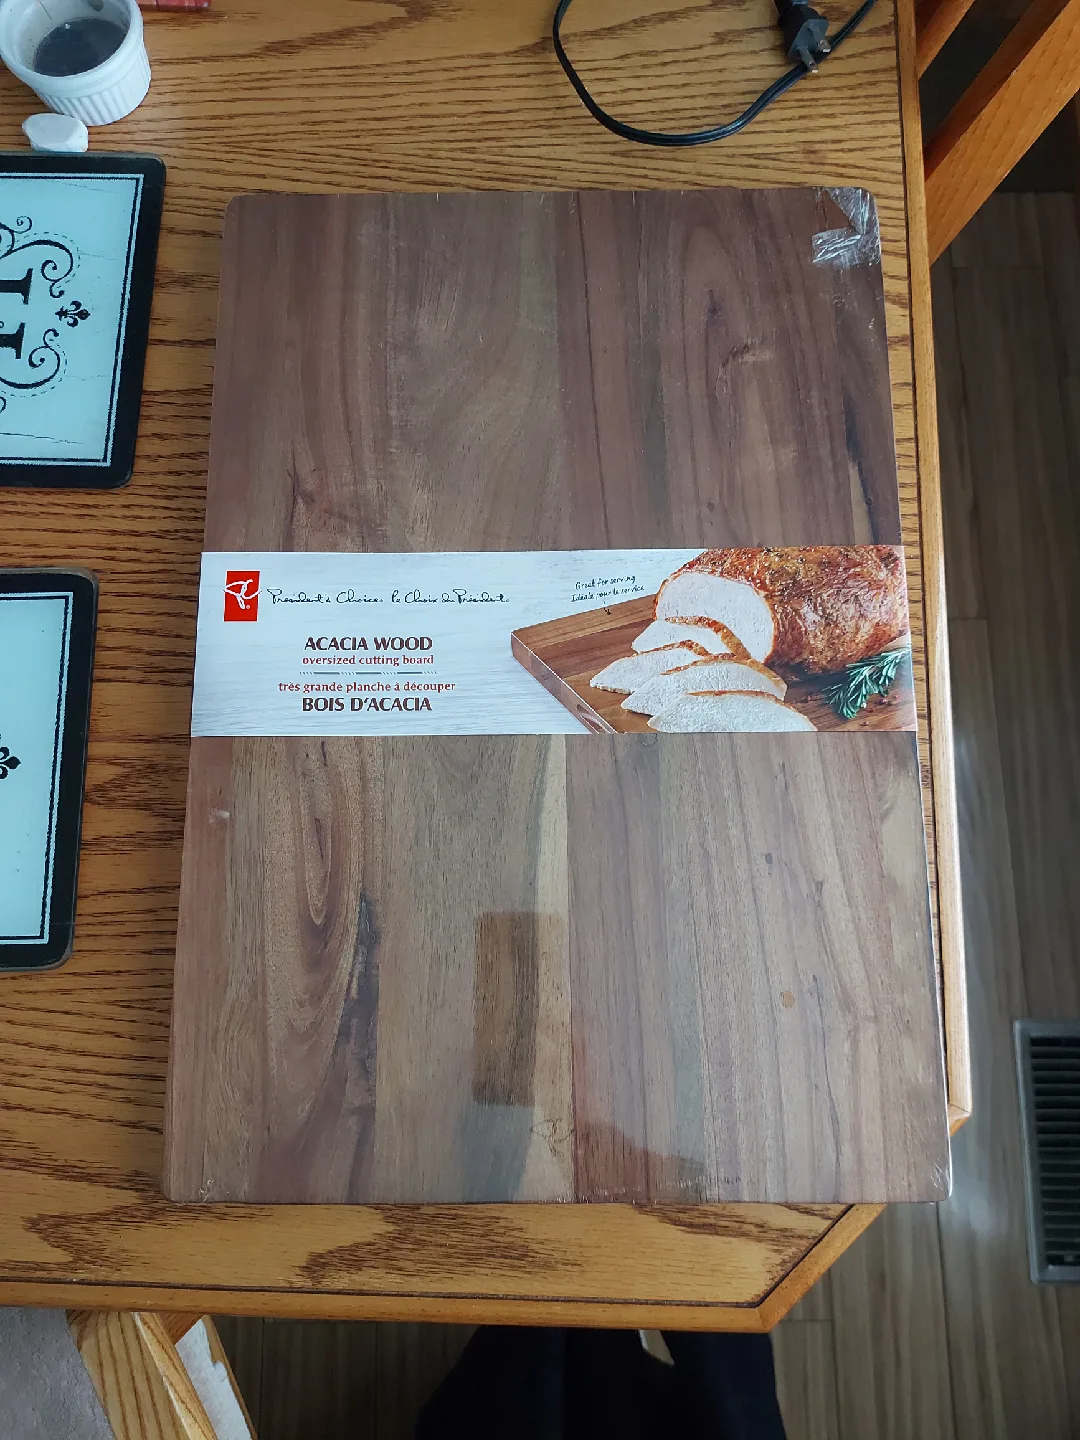 President's Choice. Le Choix du Président.
Great for serving
Idéale pour le service
ACACIA WOOD
oversized cutting board
très grande planche à découper
BOIS D'ACACIA